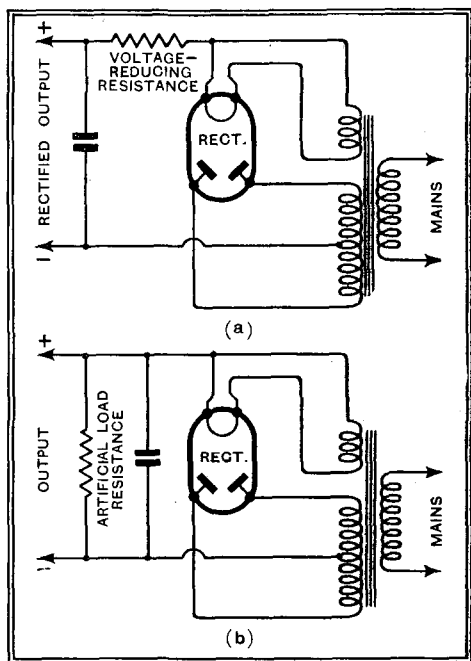 +
VOLTAGE-
REDUCING
RESISTANCE
RECTIFIED OUTPUT
RECT.
MAINS
–
(a)
+
OUTPUT
ARTIFICIAL LOAD
RESISTANCE
RECT.
MAINS
–
(b)